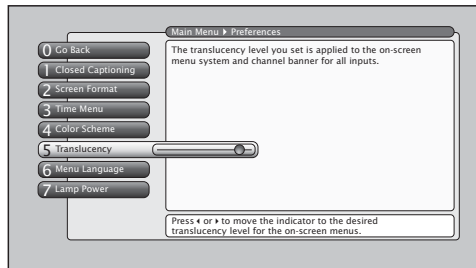 Main Menu ▸ Preferences
0 Go Back
1 Closed Captioning
2 Screen Format
3 Time Menu
4 Color Scheme
5 Translucency
6 Menu Language
7 Lamp Power
The translucency level you set is applied to the on-screen
menu system and channel banner for all inputs.
Press ◂ or ▸ to move the indicator to the desired
translucency level for the on-screen menus.